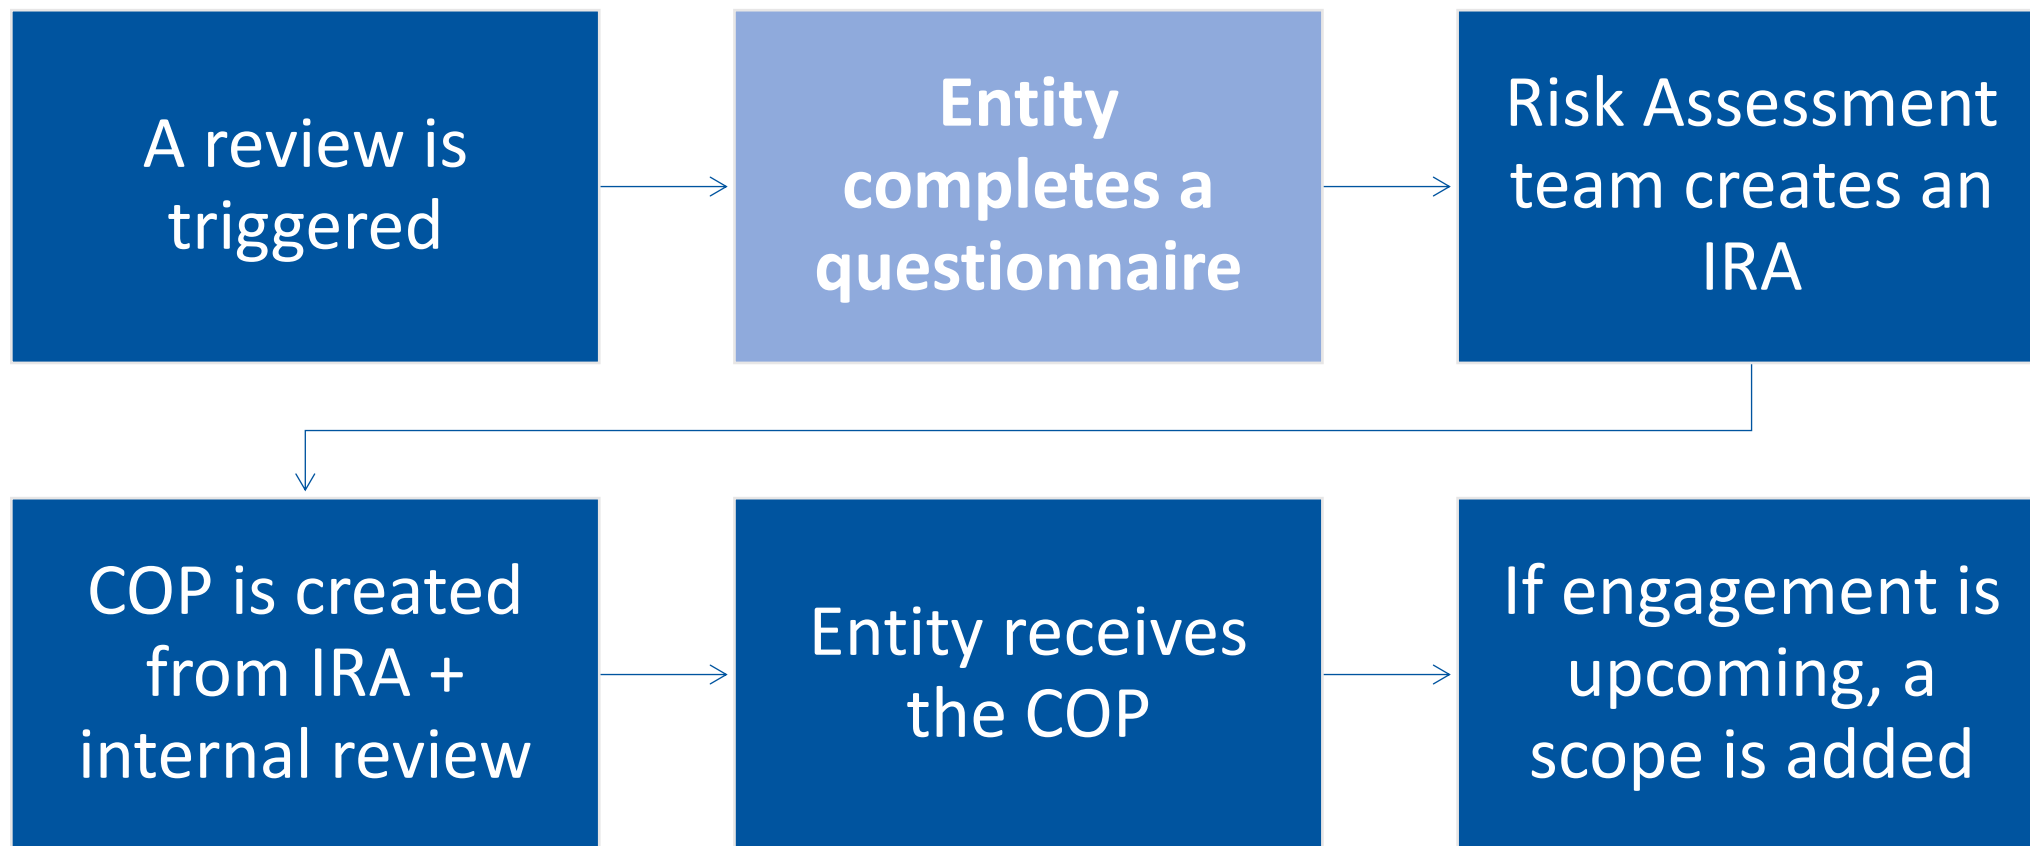 A review is
triggered
Entity
completes a
questionnaire
Risk Assessment
team creates an
IRA
COP is created
from IRA +
internal review
Entity receives
the COP
If engagement is
upcoming, a
scope is added